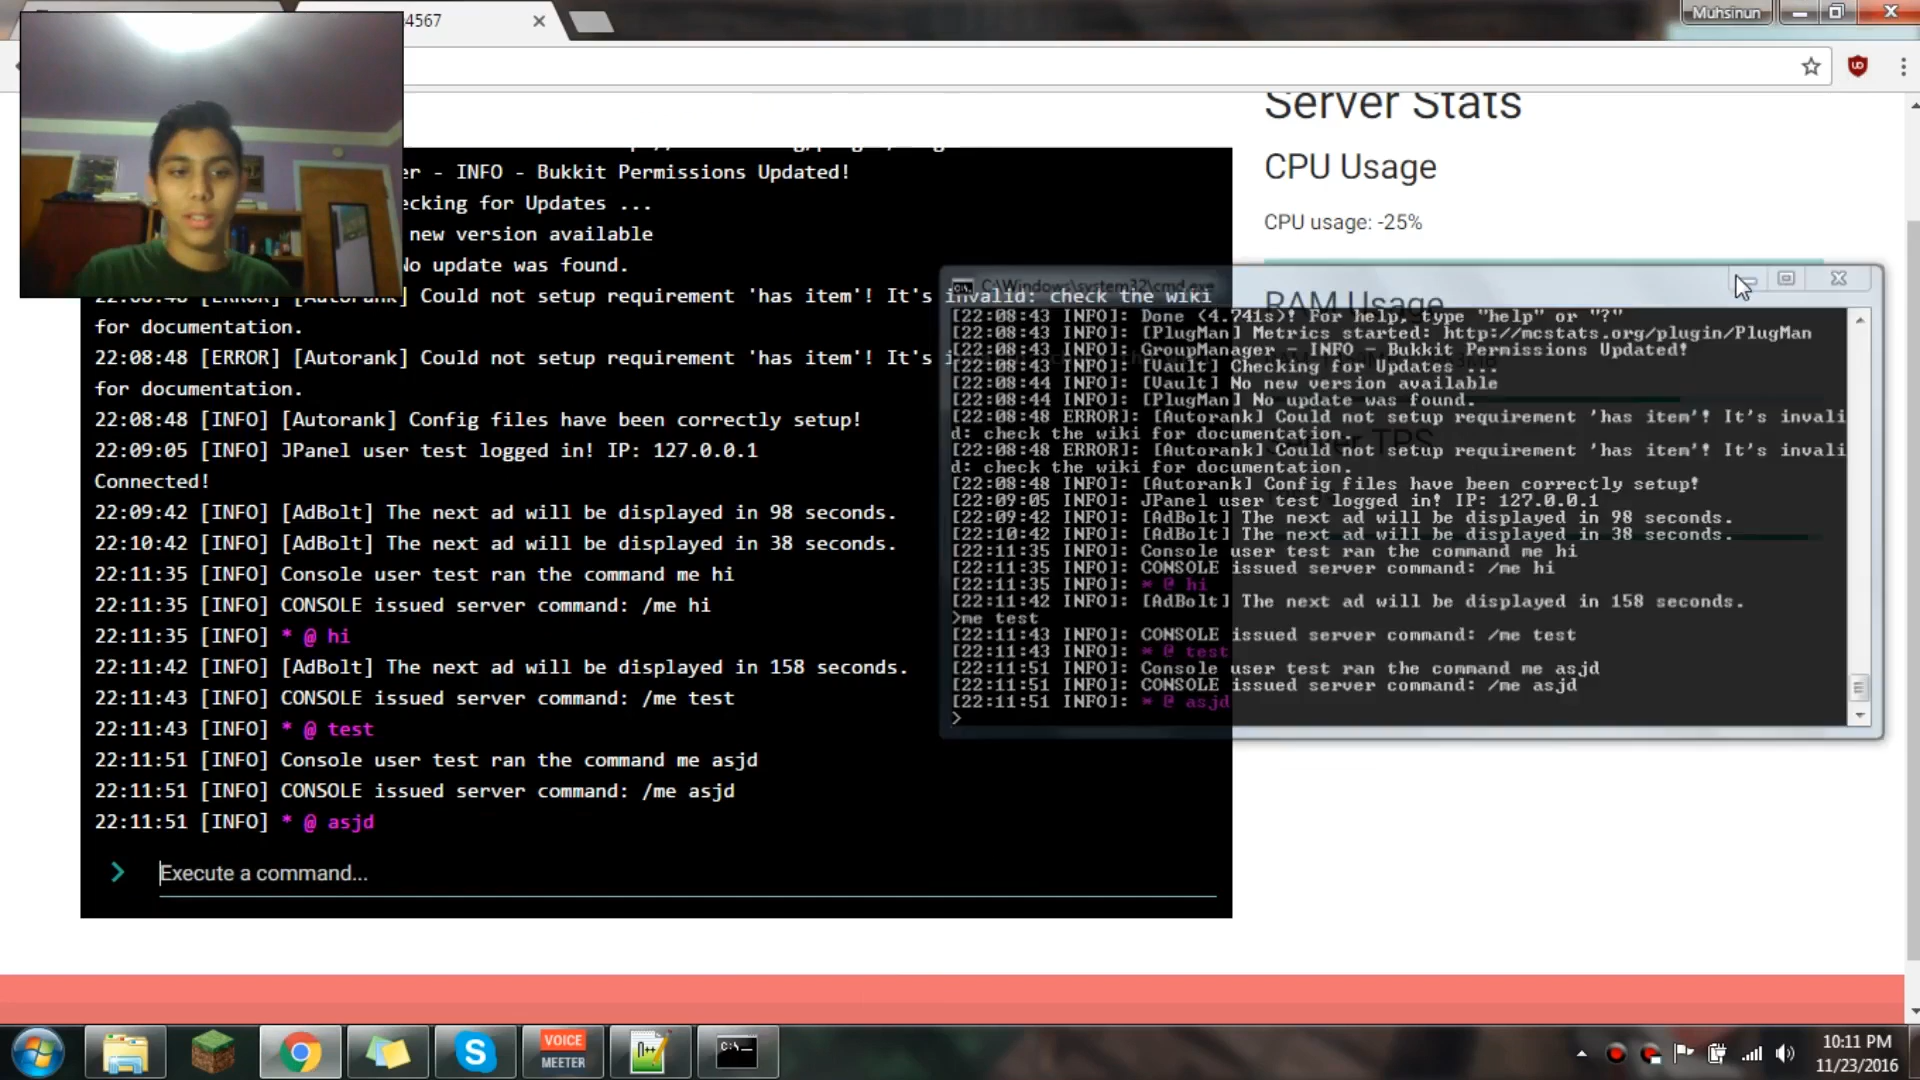 4567
Muhsinun
er - INFO - Bukkit Permissions Updated!
ecking for Updates ...
new version available
No update was found.
22:08:48 [ERROR] [Autorank] Could not setup requirement 'has item'! It's invalid: check the wiki
for documentation.
22:08:48 [ERROR] [Autorank] Could not setup requirement 'has item'! It's i
for documentation.
22:08:48 [INFO] [Autorank] Config files have been correctly setup!
22:09:05 [INFO] JPanel user test logged in! IP: 127.0.0.1
Connected!
22:09:42 [INFO] [AdBolt] The next ad will be displayed in 98 seconds.
22:10:42 [INFO] [AdBolt] The next ad will be displayed in 38 seconds.
22:11:35 [INFO] Console user test ran the command me hi
22:11:35 [INFO] CONSOLE issued server command: /me hi
22:11:35 [INFO] * @ hi
22:11:42 [INFO] [AdBolt] The next ad will be displayed in 158 seconds.
22:11:43 [INFO] CONSOLE issued server command: /me test
22:11:43 [INFO] * @ test
22:11:51 [INFO] Console user test ran the command me asjd
22:11:51 [INFO] CONSOLE issued server command: /me asjd
22:11:51 [INFO] * @ asjd
Execute a command...
Server Stats
CPU Usage
CPU usage: -25%
RAM Usage
Server TPS
C:\Windows\system32\cmd.exe
[22:08:43 INFO]: Done (4.741s)! For help, type "help" or "?"
[22:08:43 INFO]: [PlugMan] Metrics started: http://mcstats.org/plugin/PlugMan
[22:08:43 INFO]: GroupManager - INFO - Bukkit Permissions Updated!
[22:08:43 INFO]: [Vault] Checking for Updates ...
[22:08:44 INFO]: [Vault] No new version available
[22:08:44 INFO]: [PlugMan] No update was found.
[22:08:48 ERROR]: [Autorank] Could not setup requirement 'has item'! It's invali
d: check the wiki for documentation.
[22:08:48 ERROR]: [Autorank] Could not setup requirement 'has item'! It's invali
d: check the wiki for documentation.
[22:08:48 INFO]: [Autorank] Config files have been correctly setup!
[22:09:05 INFO]: JPanel user test logged in! IP: 127.0.0.1
[22:09:42 INFO]: [AdBolt] The next ad will be displayed in 98 seconds.
[22:10:42 INFO]: [AdBolt] The next ad will be displayed in 38 seconds.
[22:11:35 INFO]: Console user test ran the command me hi
[22:11:35 INFO]: CONSOLE issued server command: /me hi
[22:11:35 INFO]: * @ hi
[22:11:42 INFO]: [AdBolt] The next ad will be displayed in 158 seconds.
>me test
[22:11:43 INFO]: CONSOLE issued server command: /me test
[22:11:43 INFO]: * @ test
[22:11:51 INFO]: Console user test ran the command me asjd
[22:11:51 INFO]: CONSOLE issued server command: /me asjd
[22:11:51 INFO]: * @ asjd
>
VOICE
MEETER
10:11 PM
11/23/2016